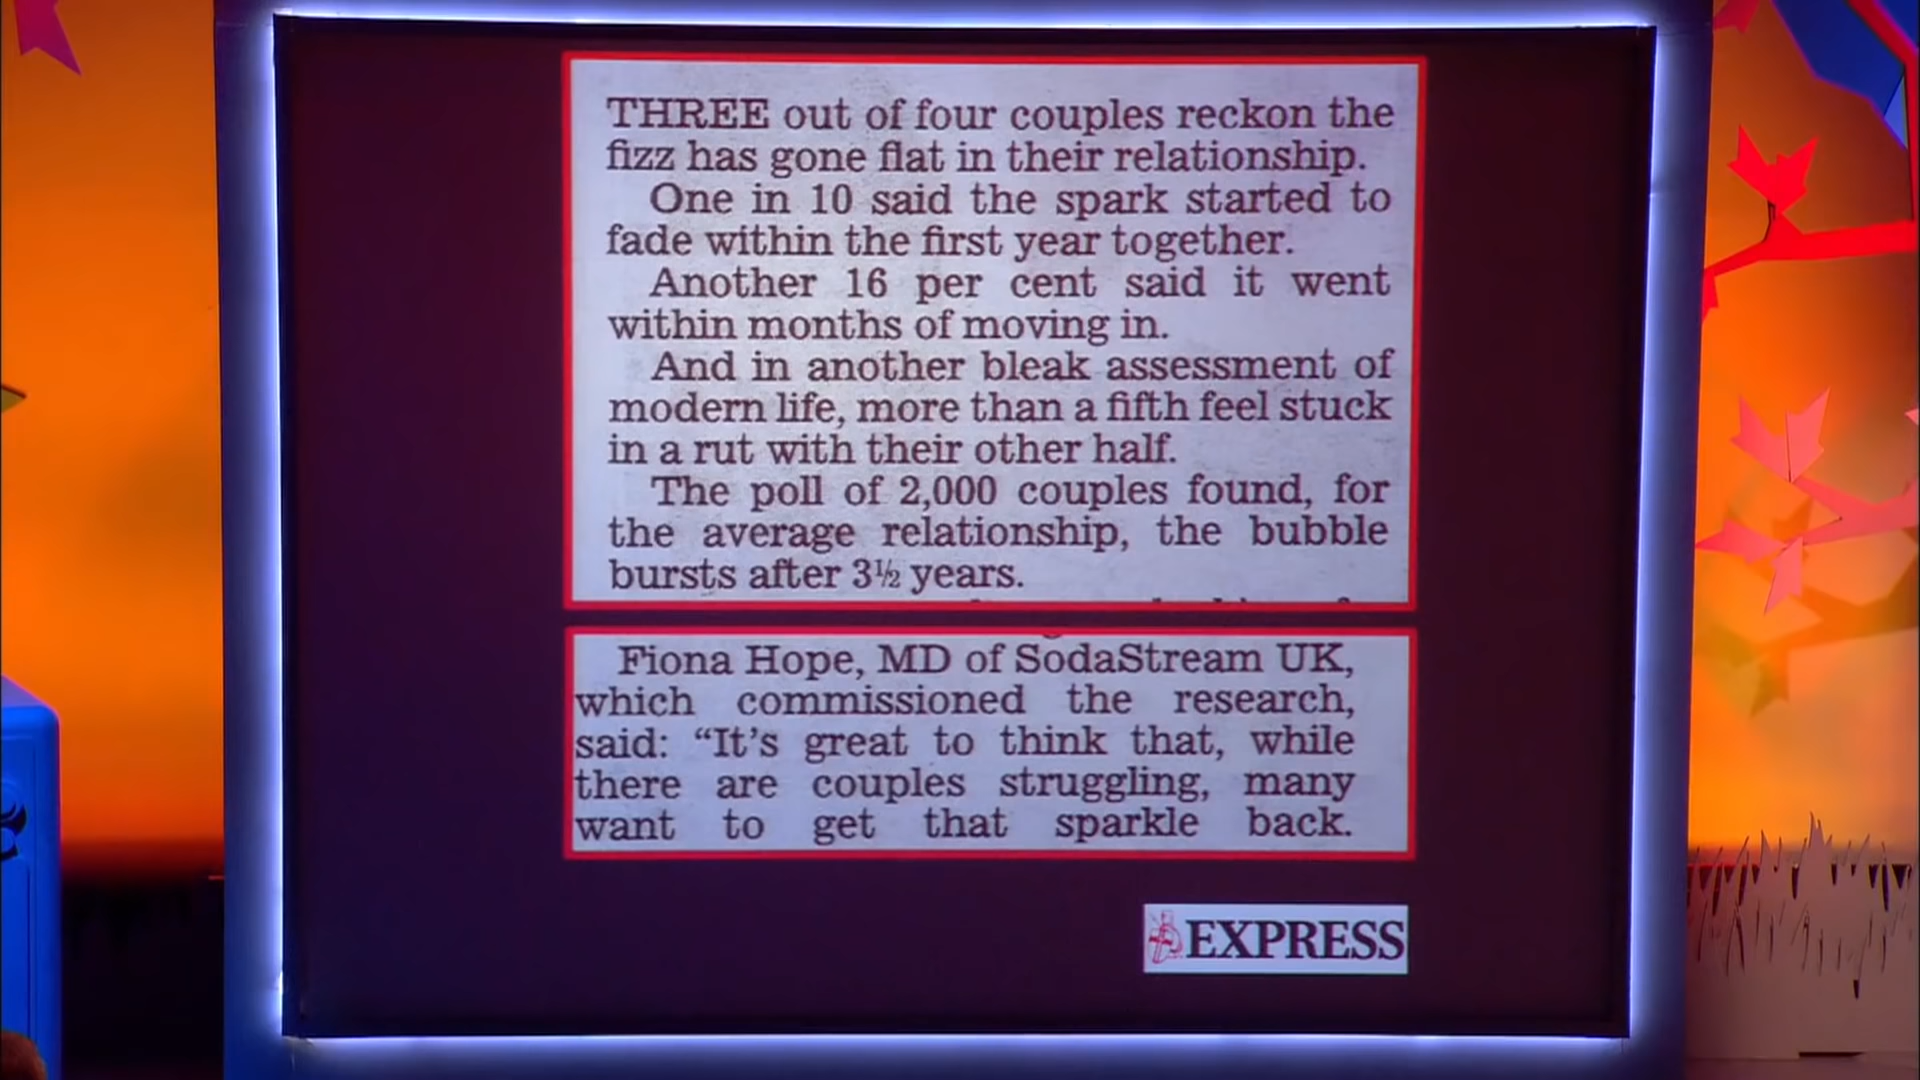 THREE out of four couples reckon the
fizz has gone flat in their relationship.
One in 10 said the spark started to
fade within the first year together.
Another 16 per cent said it went
within months of moving in.
And in another bleak assessment of
modern life, more than a fifth feel stuck
in a rut with their other half.
The poll of 2,000 couples found, for
the average relationship, the bubble
bursts after 3½ years.
Fiona Hope, MD of SodaStream UK,
which commissioned the research,
said: “It’s great to think that, while
there are couples struggling, many
want to get that sparkle back.
EXPRESS